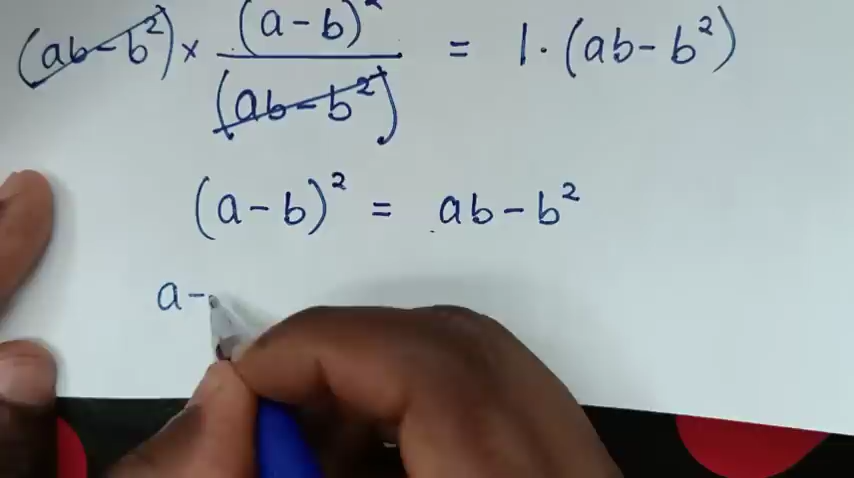 (ab-b²) × (a-b)²/(ab-b²) = 1·(ab-b²)
(a-b)² = ab-b²
a-